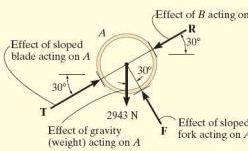 Effect of B acting on
R
A
Effect of sloped
blade acting on A
30°
30°
30°
T
2943 N
F
Effect of gravity
(weight) acting on A
Effect of sloped
fork acting on